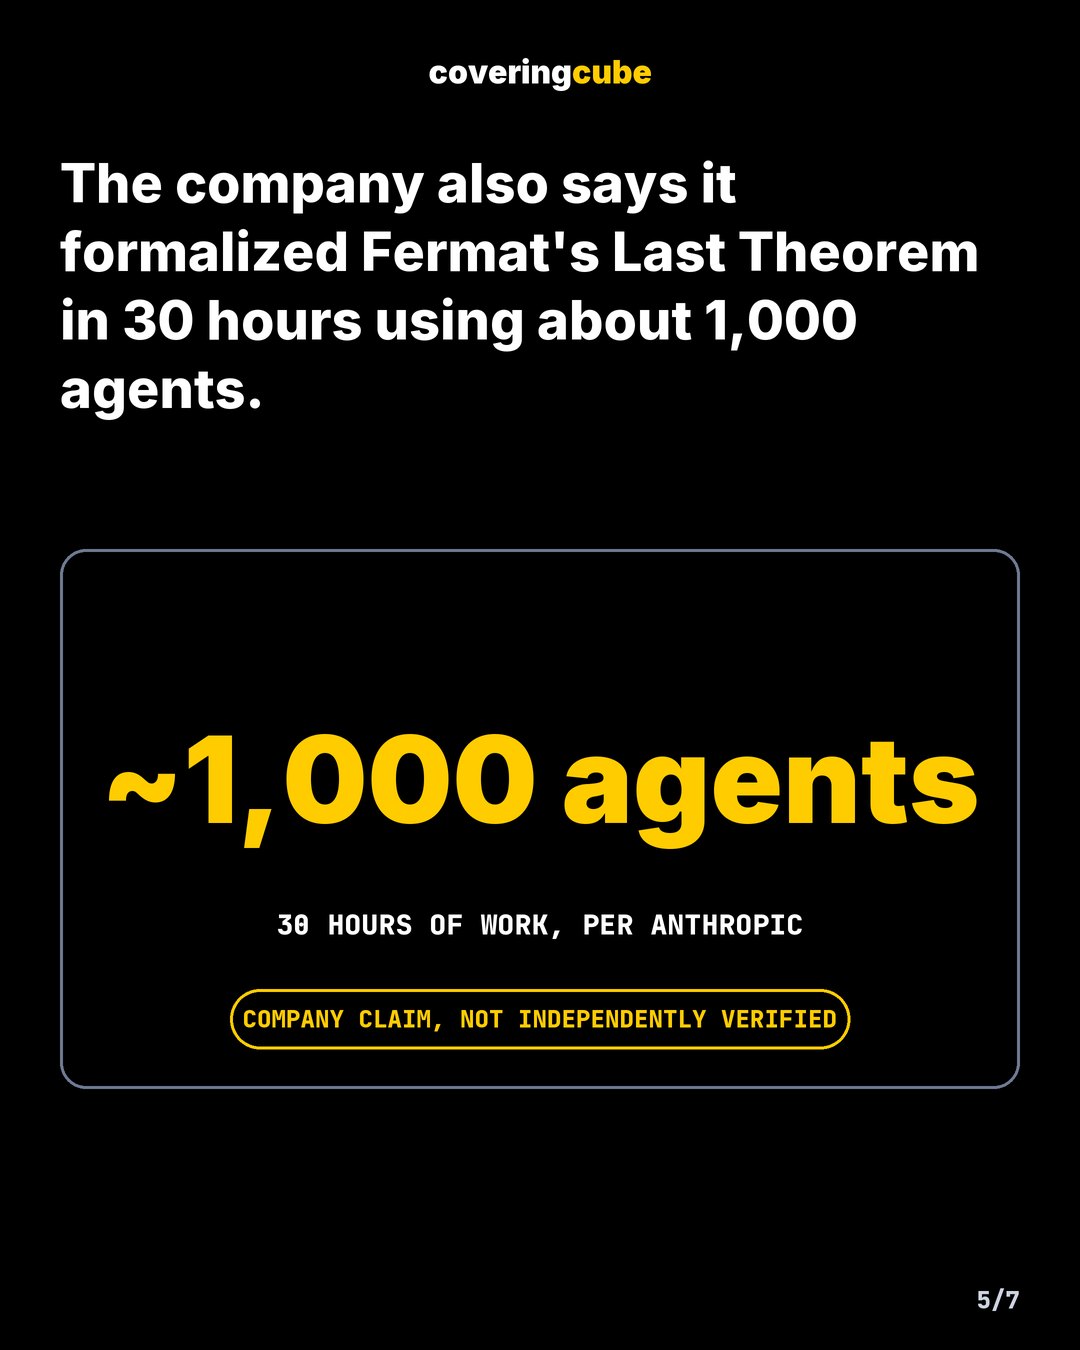 coveringcube
The company also says it
formalized Fermat's Last Theorem
in 30 hours using about 1,000
agents.
~1,000 agents
30 HOURS OF WORK, PER ANTHROPIC
COMPANY CLAIM, NOT INDEPENDENTLY VERIFIED
5/7